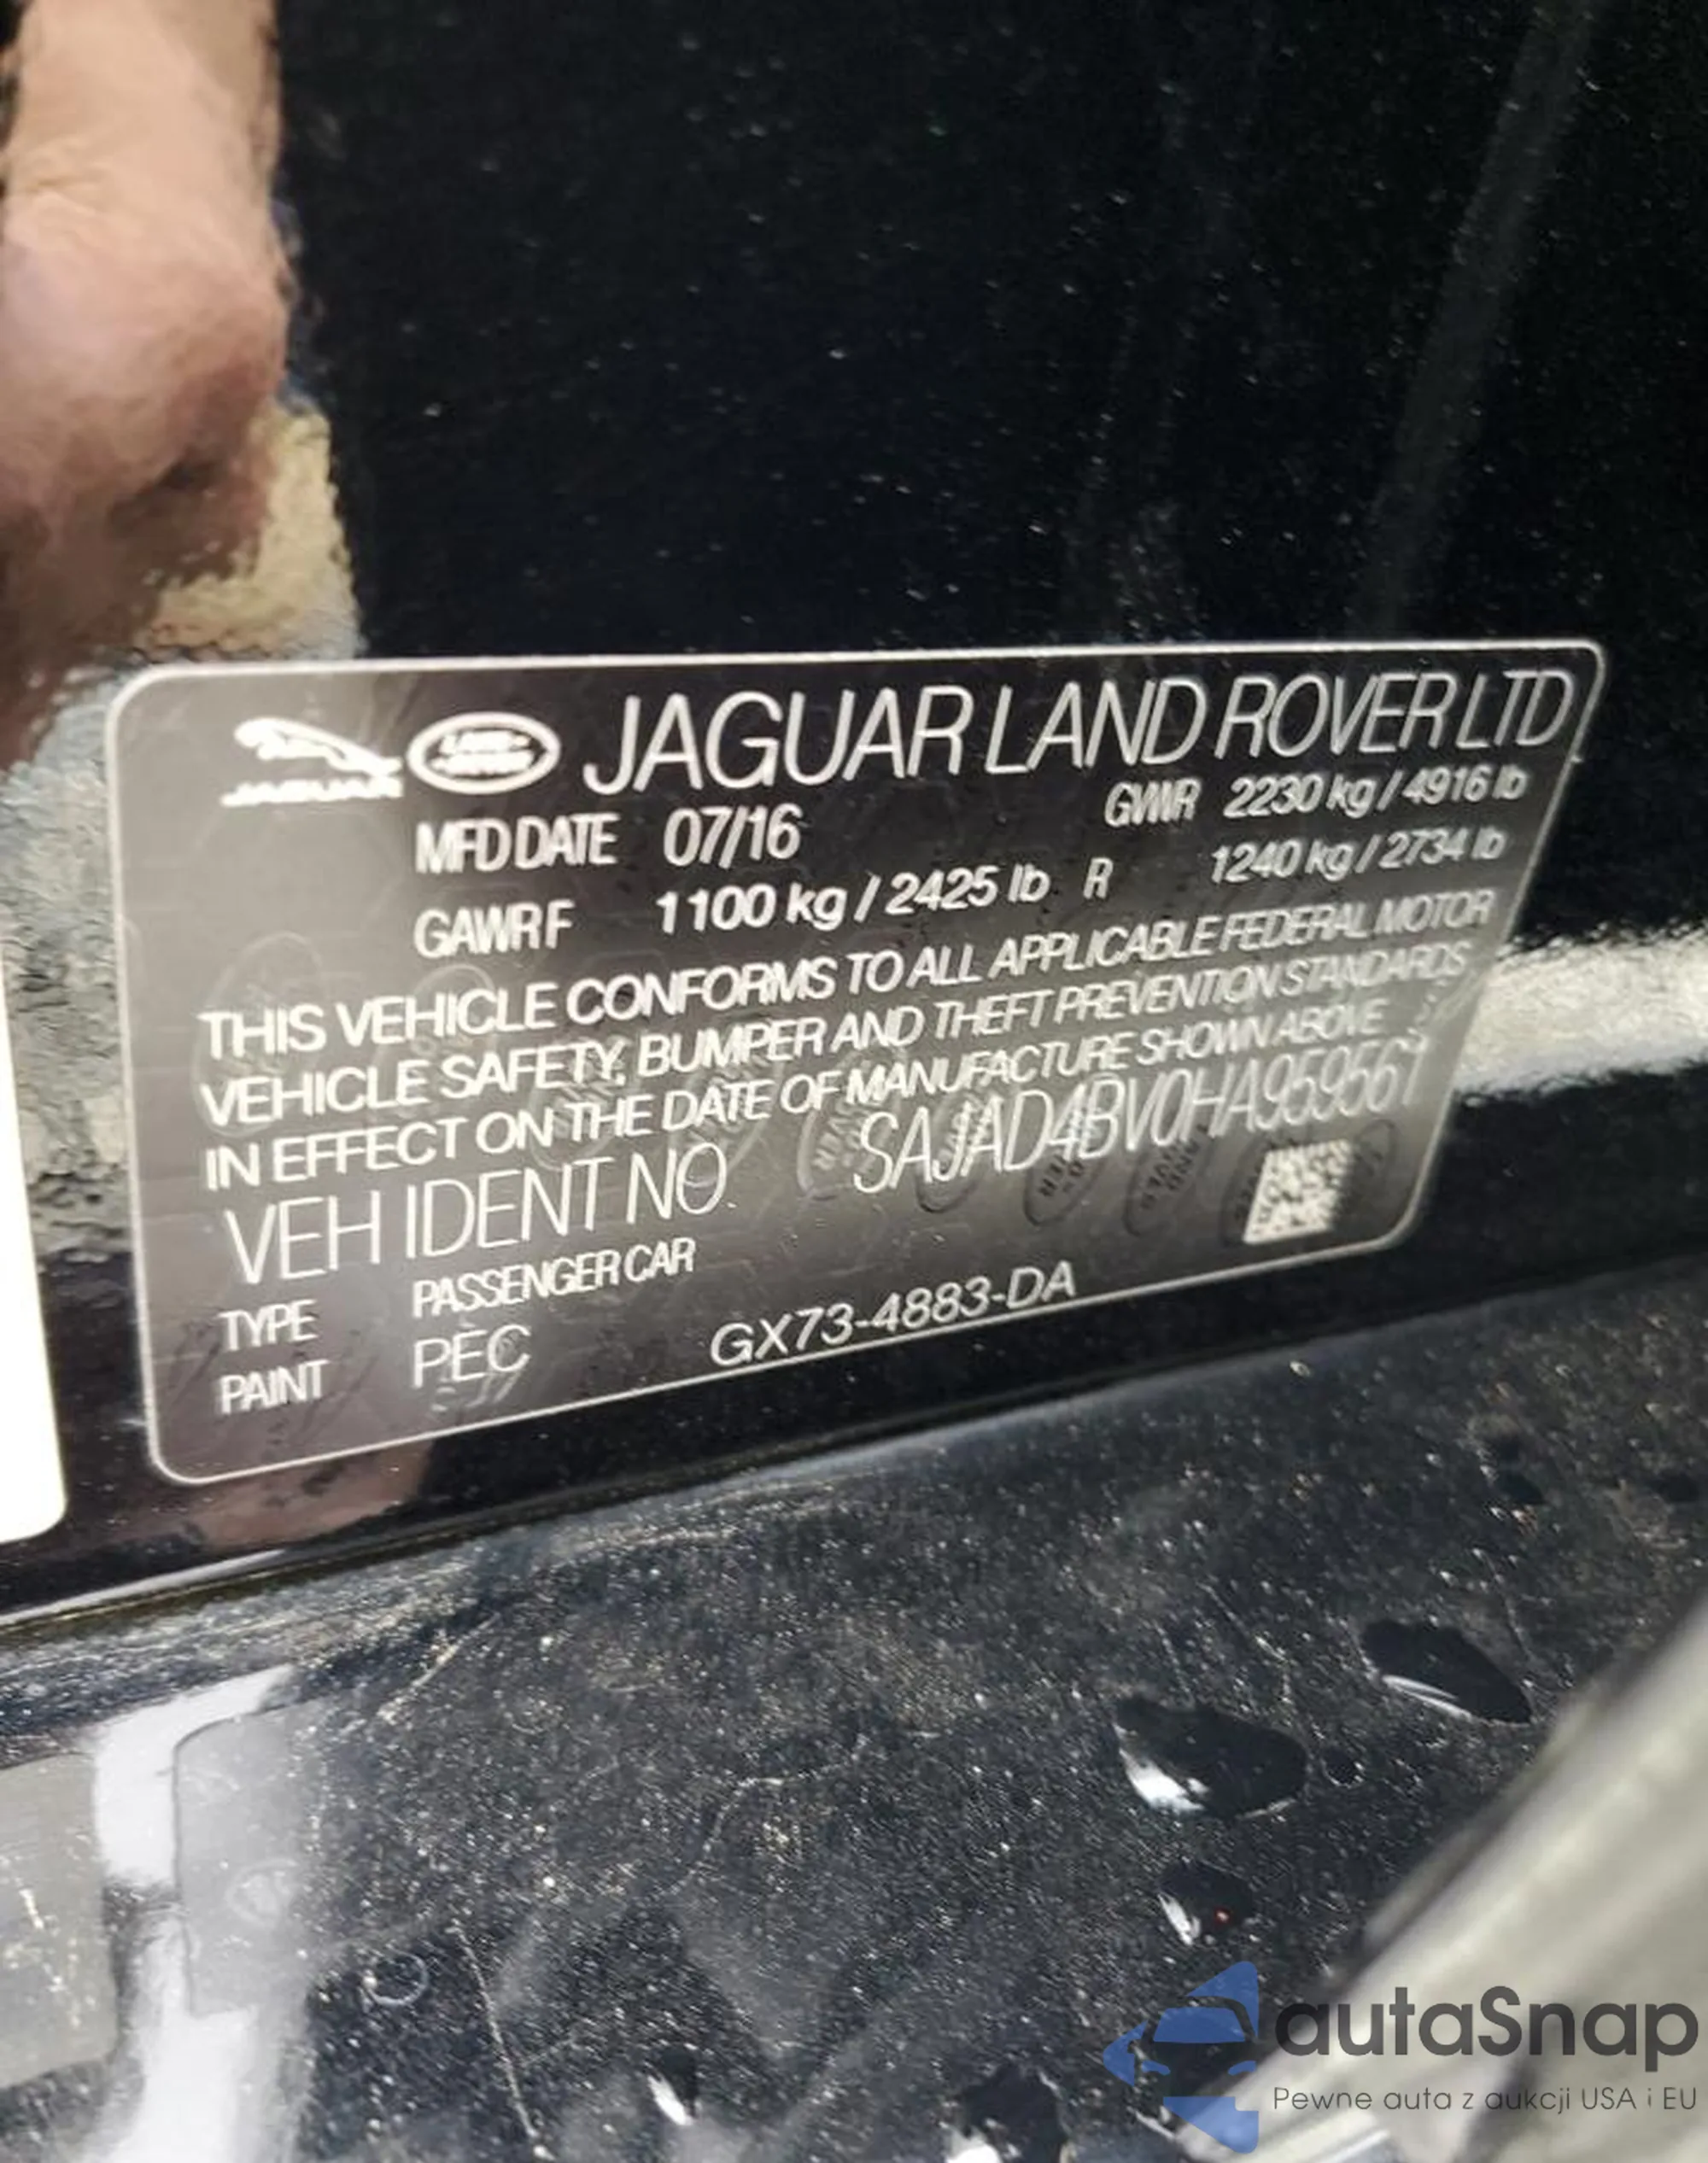 JAGUAR LAND ROVER JAGUAR LAND ROVER LTD
MFD DATE 07/16 GVWR 2230 kg / 4916 lb
GAWR F 1100 kg / 2425 lb R 1240 kg / 2734 lb
THIS VEHICLE CONFORMS TO ALL APPLICABLE FEDERAL MOTOR
VEHICLE SAFETY, BUMPER AND THEFT PREVENTION STANDARDS
IN EFFECT ON THE DATE OF MANUFACTURE SHOWN ABOVE
VEH IDENT NO. SAJAD4BV0HA959561
TYPE PASSENGER CAR
PAINT PEC GX73-4883-DA
autaSnap
Pewne auta z aukcji USA i EU